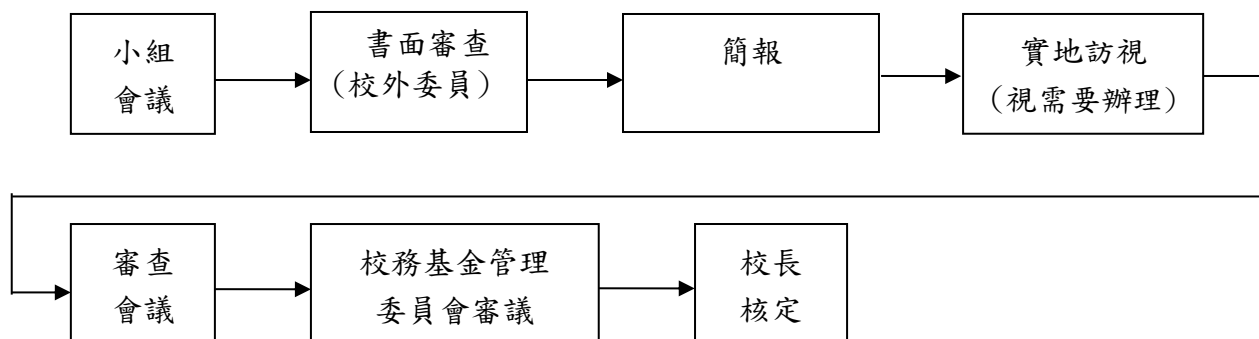 小組
會議
書面審查
(校外委員)
簡報
實地訪視
(視需要辦理)
審查
會議
校務基金管理
委員會審議
校長
核定